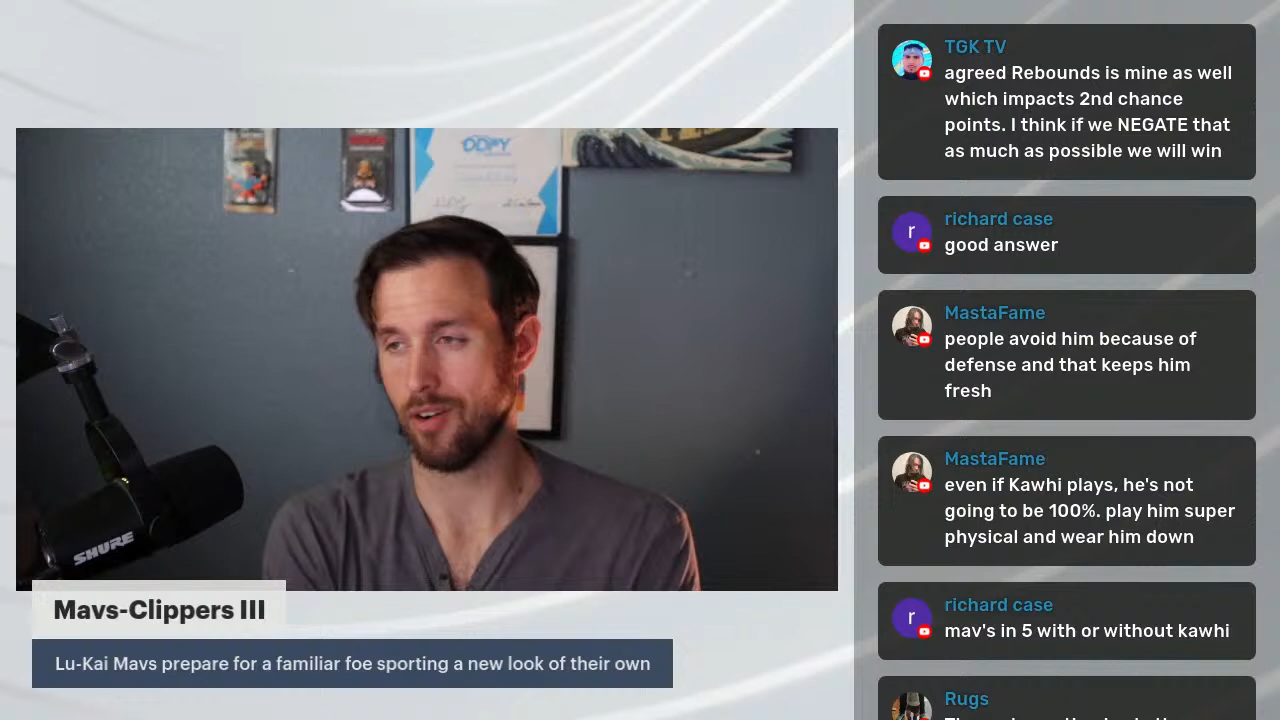 TGK TV
agreed Rebounds is mine as well
which impacts 2nd chance
points. I think if we NEGATE that
as much as possible we will win
richard case
good answer
MastaFame
people avoid him because of
defense and that keeps him
fresh
MastaFame
even if Kawhi plays, he's not
going to be 100%. play him super
physical and wear him down
richard case
mav's in 5 with or without kawhi
Rugs
r
r
SHURE
Mavs-Clippers III
Lu-Kai Mavs prepare for a familiar foe sporting a new look of their own